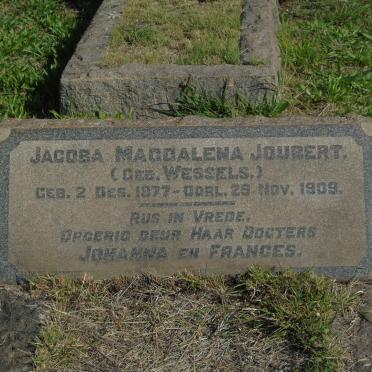 JACOBA MAGDALENA JOUBERT.
(GEB. WESSELS.)
GEB. 2 DES. 1877 - OORL. 29 NOV. 1909.
RUS IN VREDE.
OPGERIG DEUR HAAR DOGTERS
JOHANNA EN FRANCES.